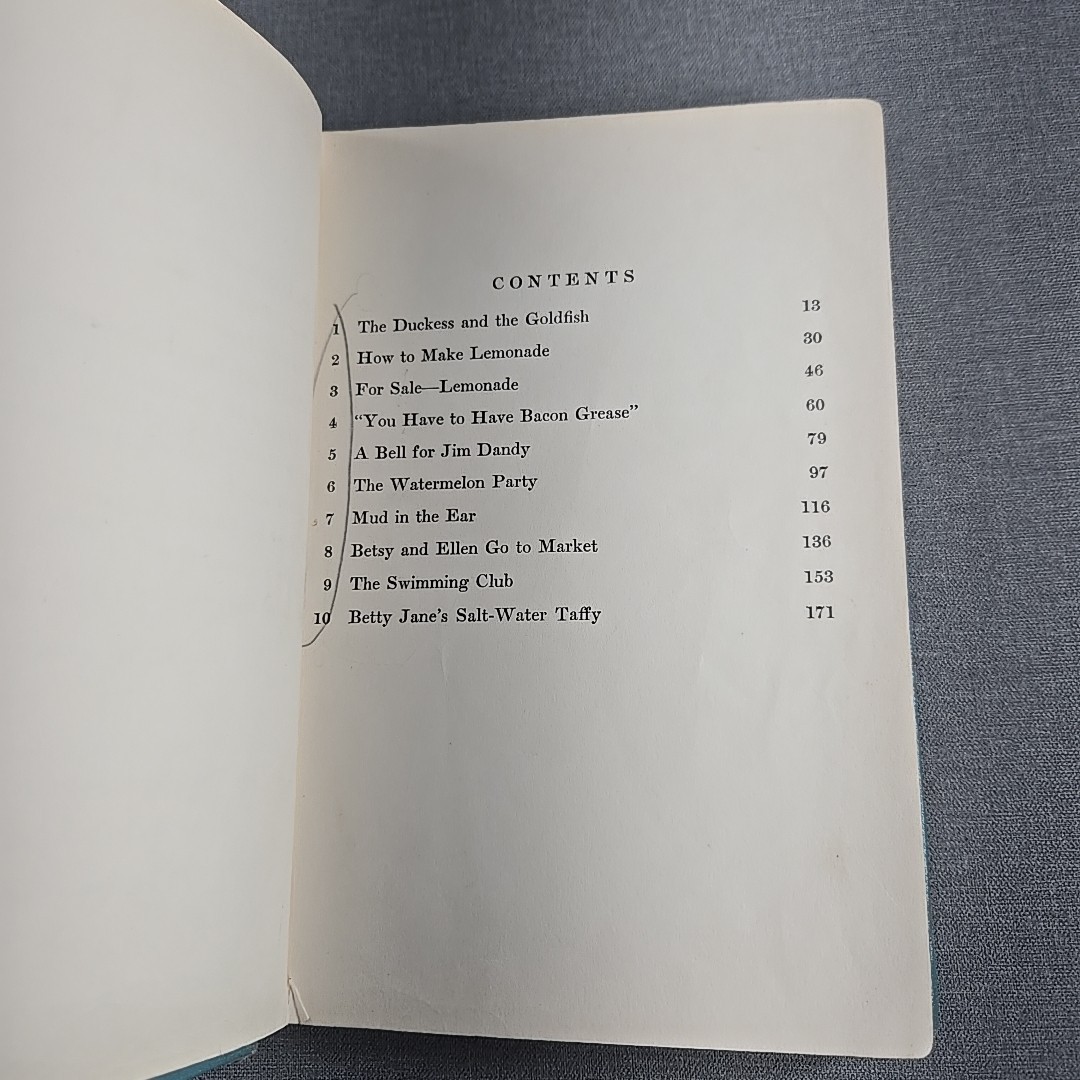 CONTENTS
1 The Duckess and the Goldfish 13
2 How to Make Lemonade 30
3 For Sale—Lemonade 46
4 “You Have to Have Bacon Grease” 60
5 A Bell for Jim Dandy 79
6 The Watermelon Party 97
7 Mud in the Ear 116
8 Betsy and Ellen Go to Market 136
9 The Swimming Club 153
10 Betty Jane’s Salt-Water Taffy 171